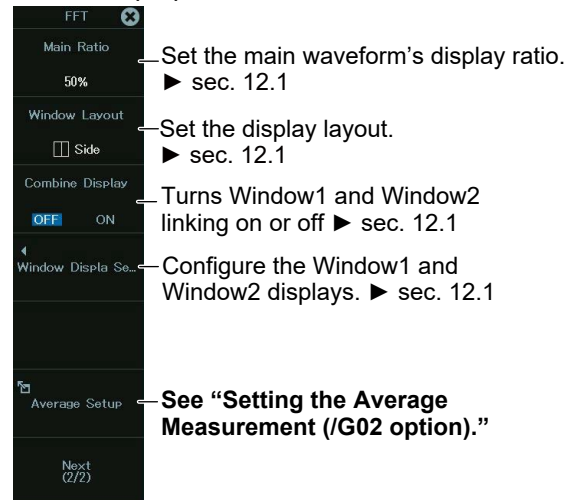 FFT
Main Ratio
Set the main waveform's display ratio.
50%
► sec. 12.1
Window Layout
Set the display layout.
Side
► sec. 12.1
Combine Display
Turns Window1 and Window2
OFF ON
linking on or off ► sec. 12.1
Window Displa Se...
Configure the Window1 and
Window2 displays. ► sec. 12.1
Average Setup
See “Setting the Average
Measurement (/G02 option).”
Next
(2/2)